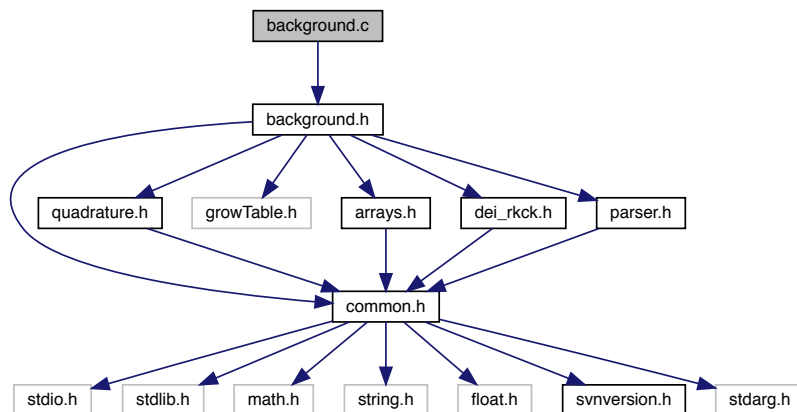 background.c
background.h
quadrature.h
growTable.h
arrays.h
dei_rkck.h
parser.h
common.h
stdio.h
stdlib.h
math.h
string.h
float.h
svnversion.h
stdarg.h